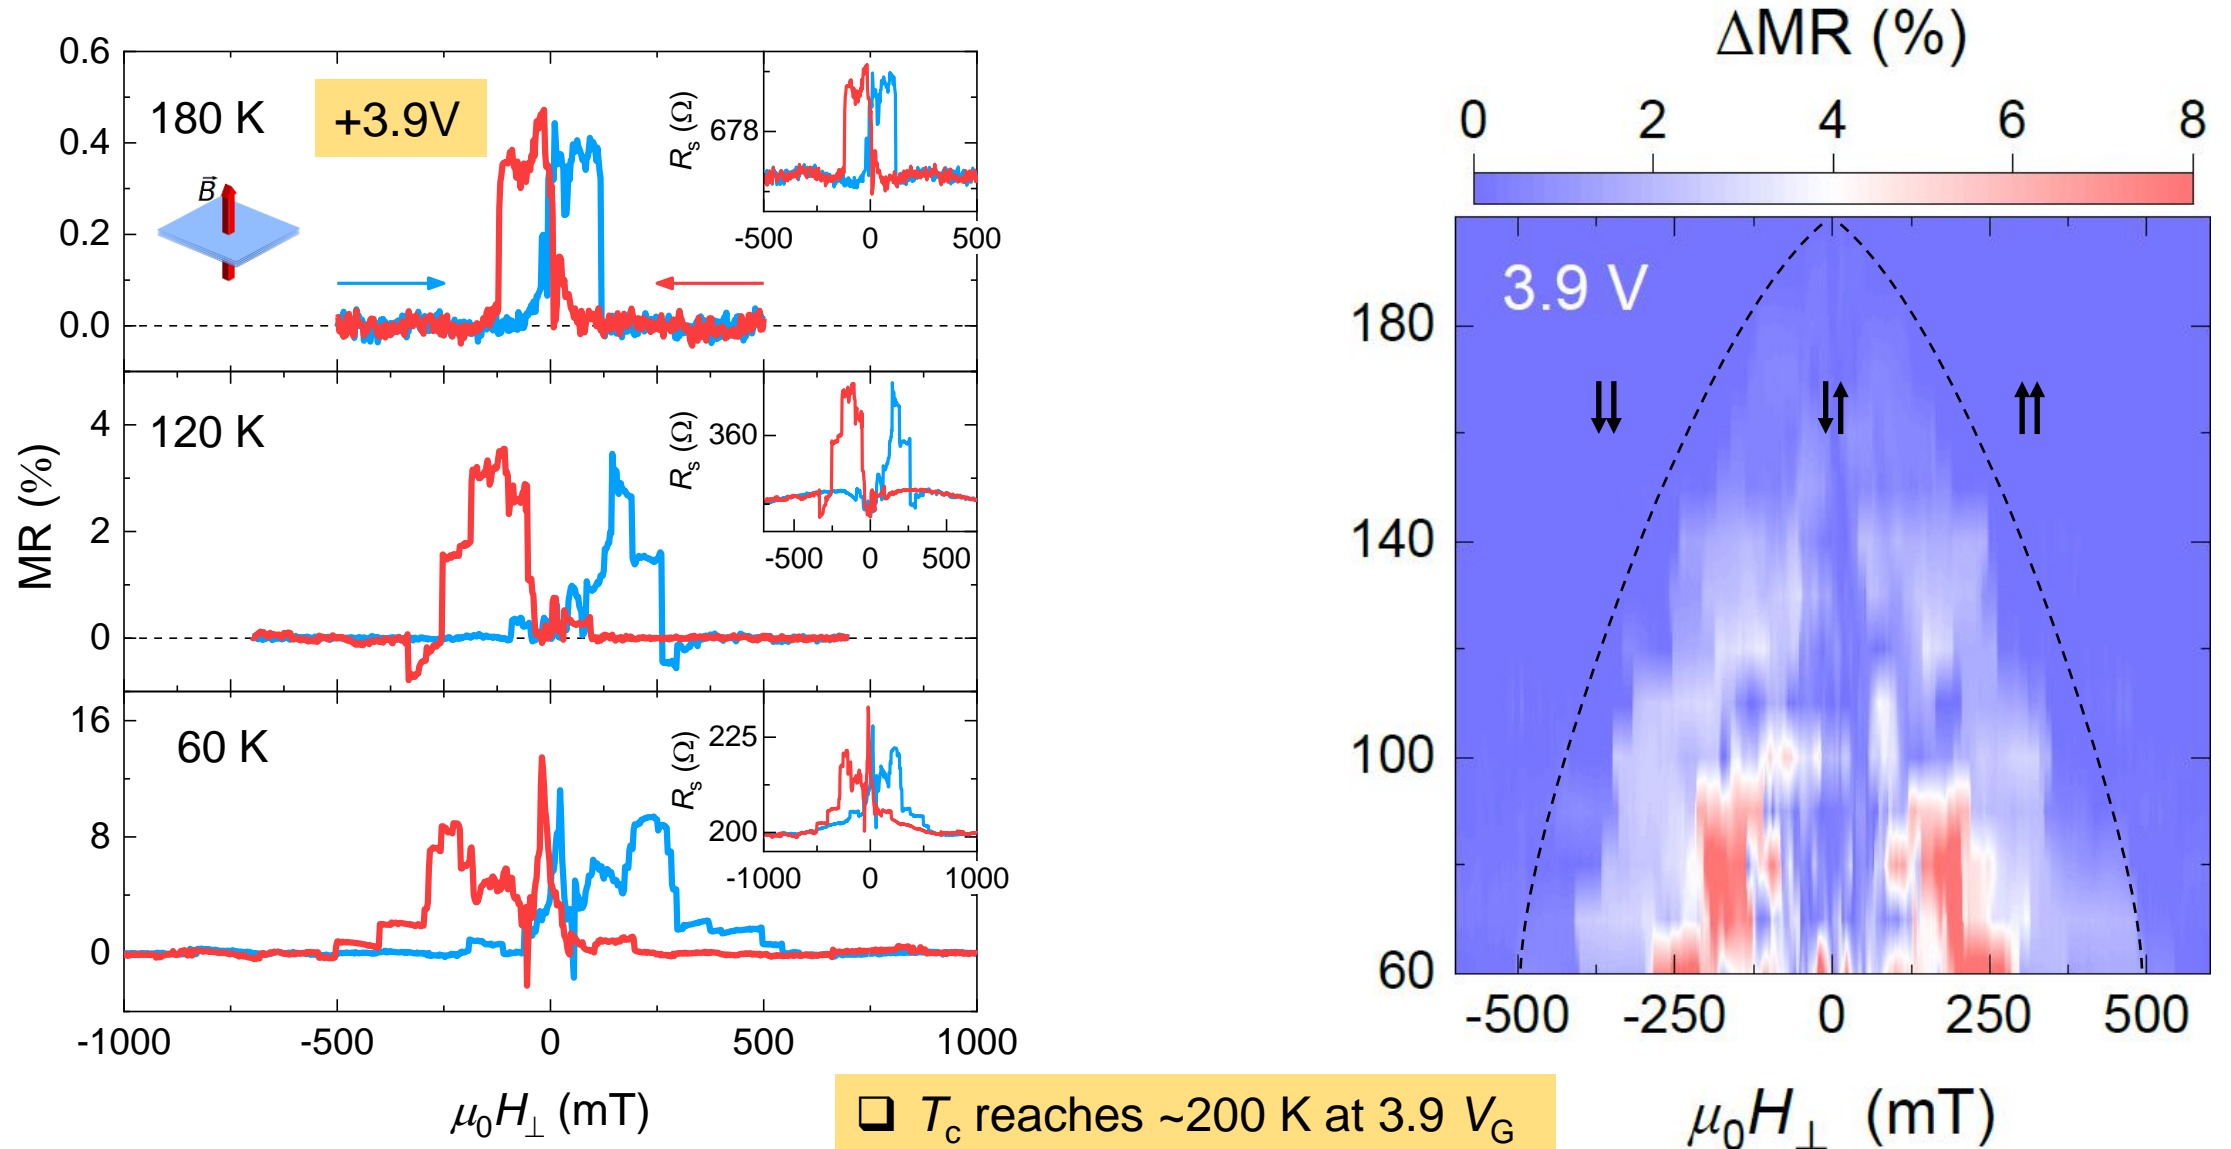 MR (%)
0.6
0.4
0.2
0.0
180 K
+3.9V
B⃗
Rs (Ω)
678
-500 0 500
4
2
0
120 K
Rs (Ω)
360
-500 0 500
16
8
0
60 K
Rs (Ω)
225
200
-1000 0 1000
-1000 -500 0 500 1000
μ0H⊥ (mT)
ΔMR (%)
0 2 4 6 8
3.9 V
180
140
100
60
-500 -250 0 250 500
μ0H⊥ (mT)
❑ Tc reaches ~200 K at 3.9 VG